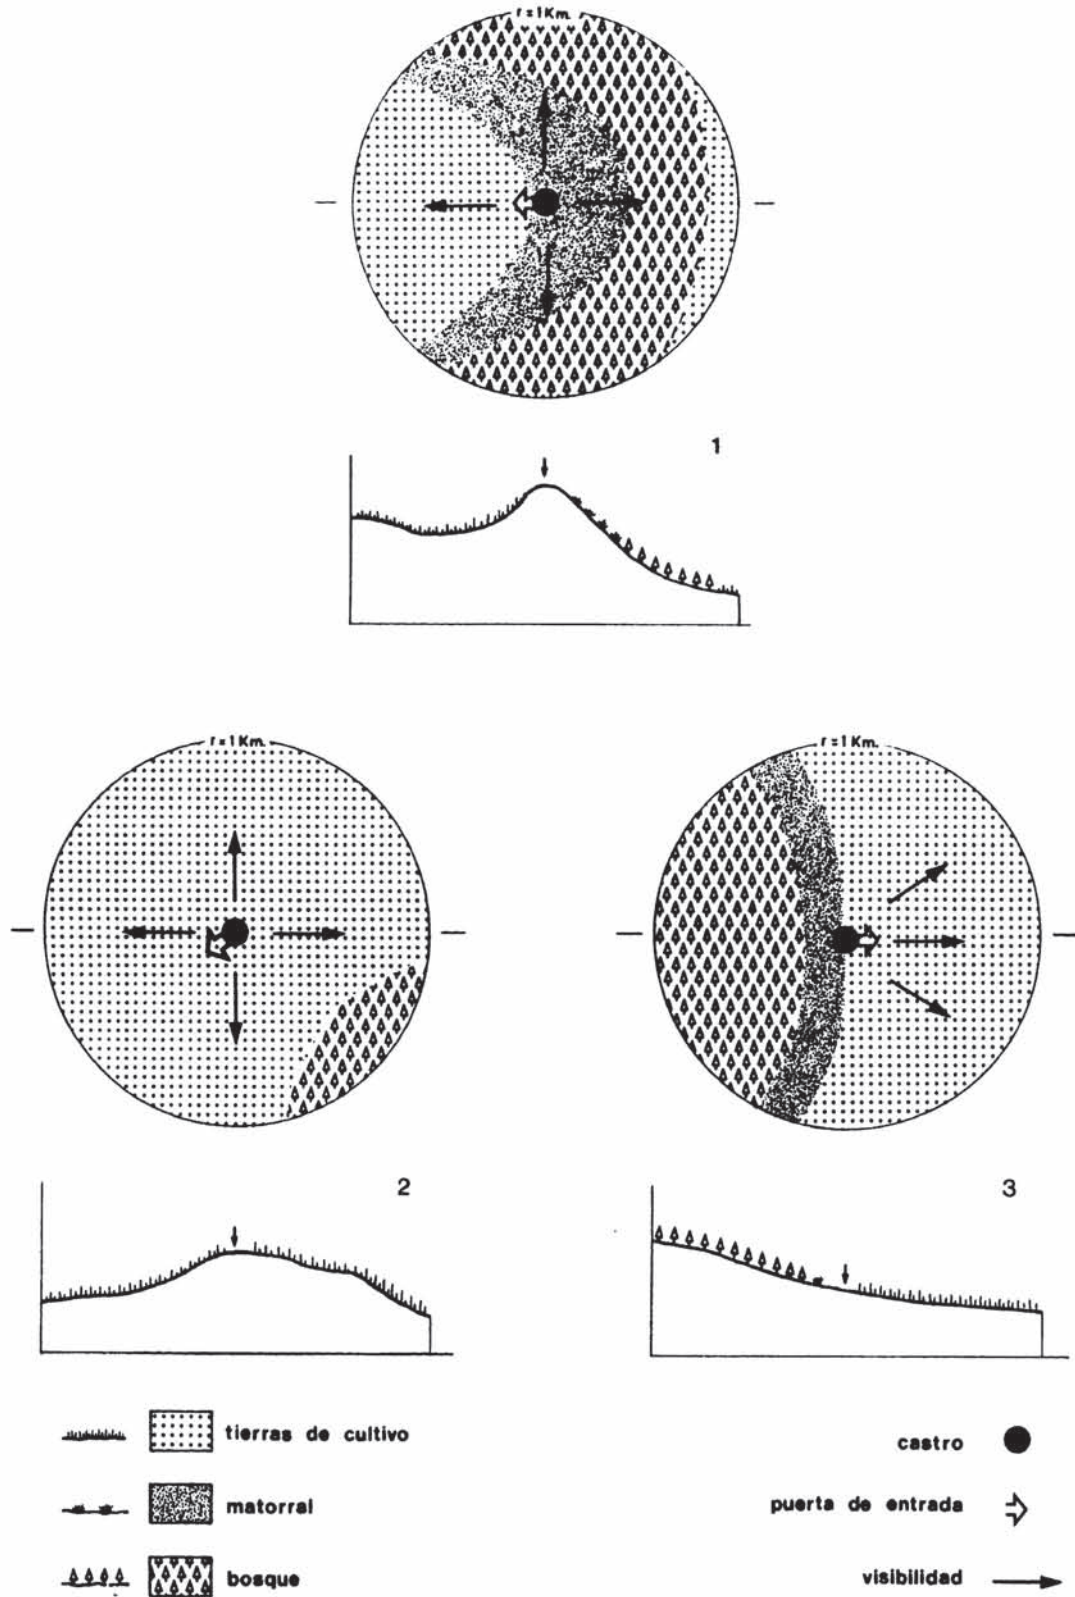 r=1Km.
1
r=1Km.
r=1Km.
2
3
tierras de cultivo
castro
matorral
puerta de entrada
bosque
visibilidad